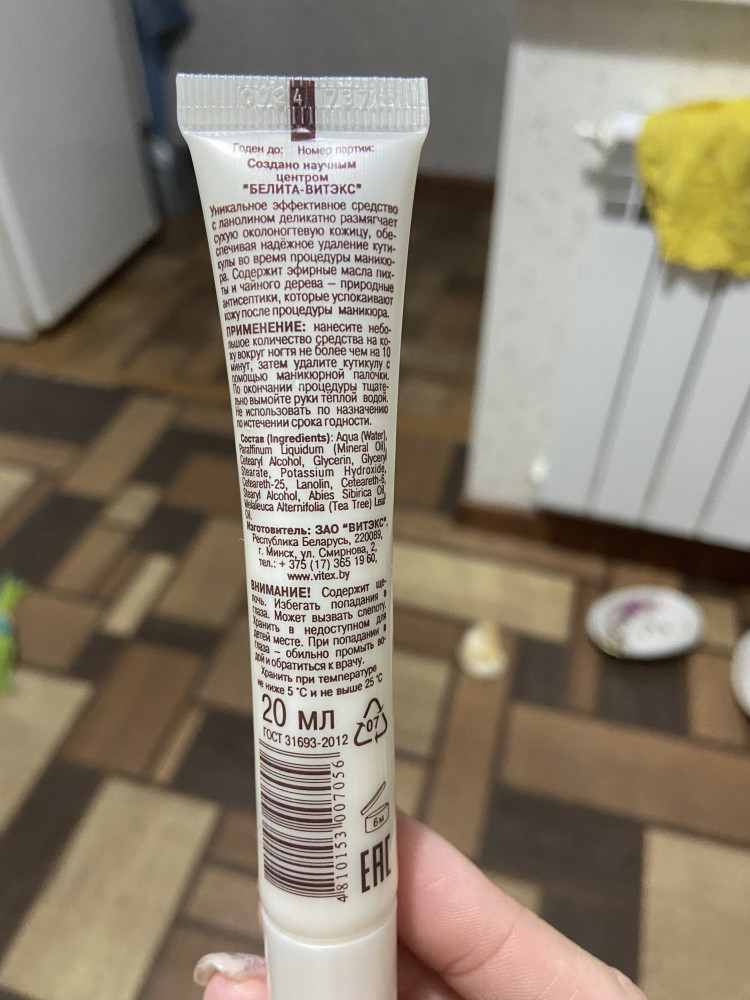 0724 737
Годен до: Номер партии:
Создано научным
центром
"БЕЛИТА-ВИТЭКС"
Уникальное эффективное средство
с ланолином деликатно размягчает
сухую околоногтевую кожицу, обе-
спечивая надёжное удаление кути-
кулы во время процедуры маникю-
ра. Содержит эфирные масла пих-
ты и чайного дерева – природные
антисептики, которые успокаивают
кожу после процедуры маникюра.
ПРИМЕНЕНИЕ: нанесите небо-
льшое количество средства на ко-
жу вокруг ногтя не более чем на 10
минут, затем удалите кутикулу с
помощью маникюрной палочки.
По окончании процедуры тщате-
льно вымойте руки тёплой водой.
Не использовать по назначению
по истечении срока годности.
Состав (Ingredients): Aqua (Water),
Paraffinum Liquidum (Mineral Oil),
Cetearyl Alcohol, Glycerin, Glyceryl
Stearate, Potassium Hydroxide,
Ceteareth-25, Lanolin, Ceteareth-6,
Stearyl Alcohol, Abies Sibirica Oil,
Melaleuca Alternifolia (Tea Tree) Leaf
Oil.
Изготовитель: ЗАО "ВИТЭКС",
Республика Беларусь, 220089,
г. Минск, ул. Смирнова, 2,
тел.: + 375 (17) 365 19 60,
www.vitex.by
ВНИМАНИЕ! Содержит ще-
лочь. Избегать попадания в
глаза. Может вызвать слепоту.
Хранить в недоступном для
детей месте. При попадании в
глаза – обильно промыть во-
дой и обратиться к врачу.
Хранить при температуре
не ниже 5 °С и не выше 25 °С
20 МЛ
07
ГОСТ 31693-2012
4 810153 007056
6м
EAC